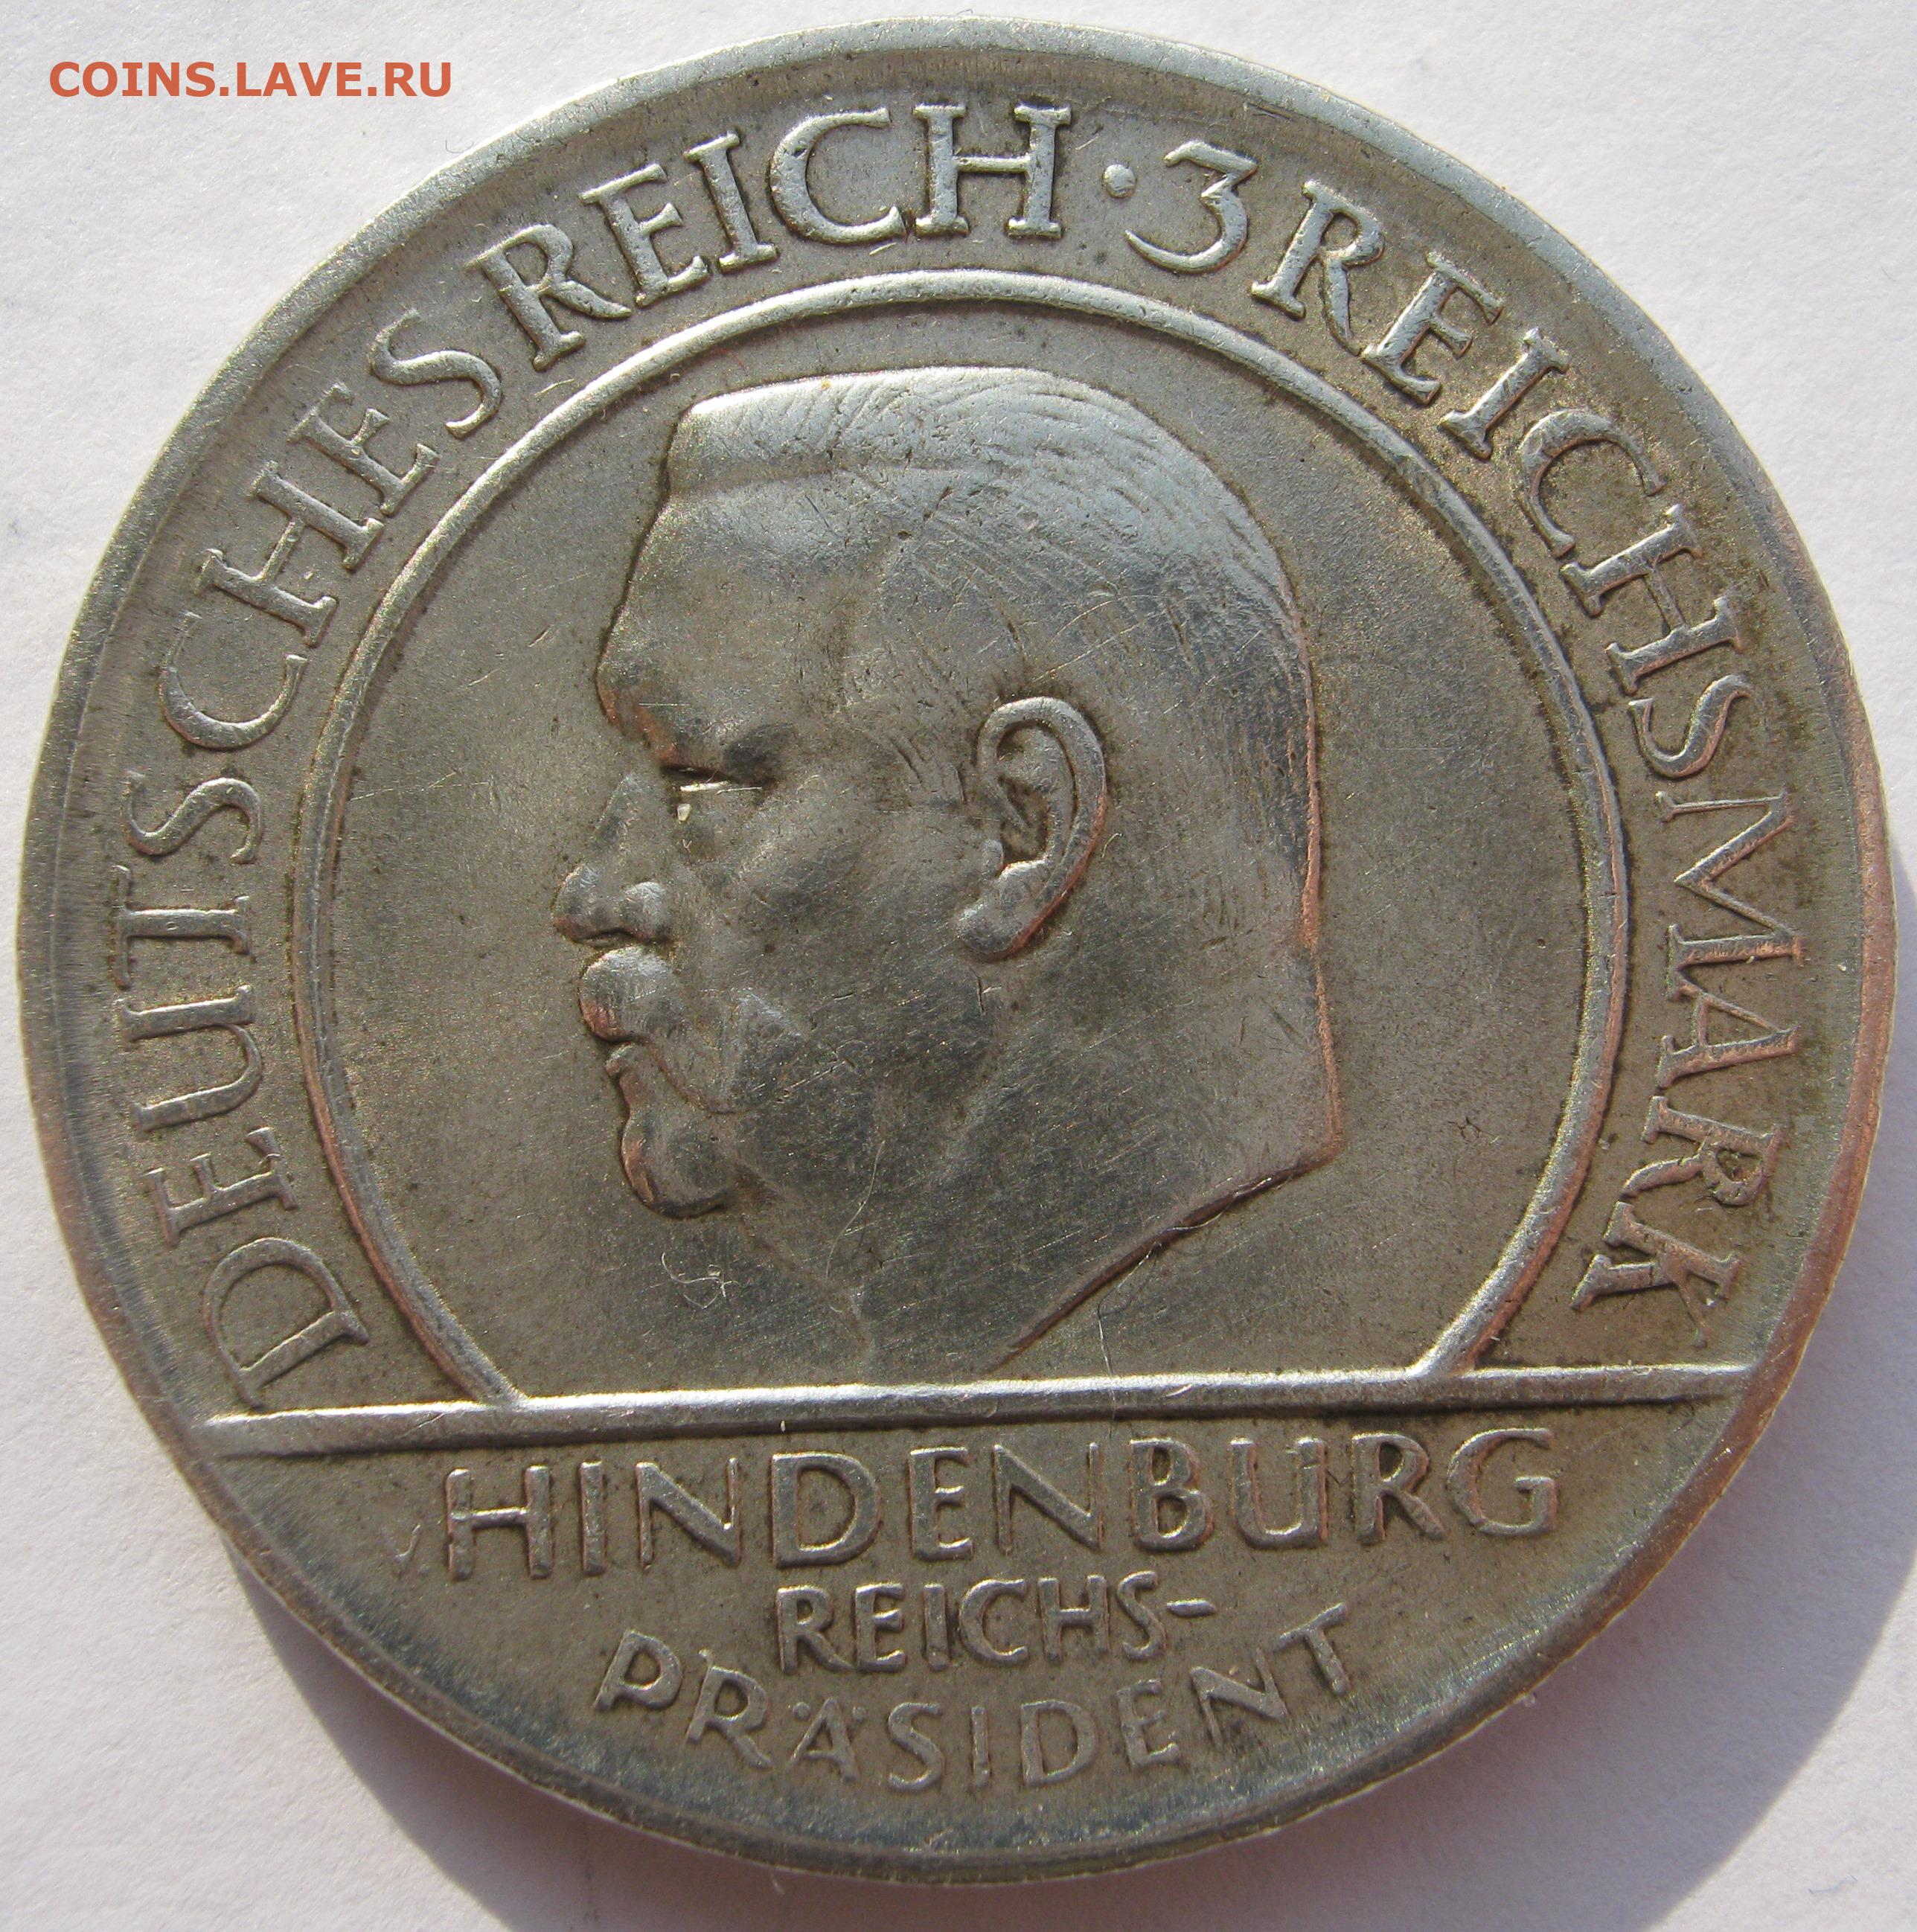 COINS.LAVE.RU
DEUTSCHES REICH · 3 REICHSMARK
HINDENBURG
REICHS-
PRÄSIDENT